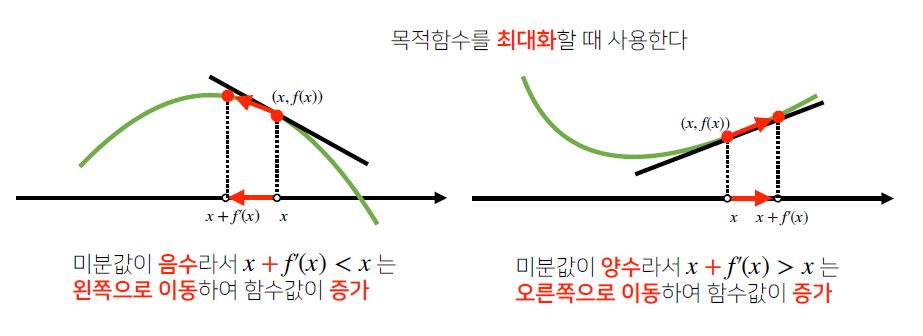 목적함수를 최대화할 때 사용한다
(x, f(x))
x + f′(x)
x
(x, f(x))
x
x + f′(x)
미분값이 음수라서 x + f′(x) < x 는
왼쪽으로 이동하여 함수값이 증가
미분값이 양수라서 x + f′(x) > x 는
오른쪽으로 이동하여 함수값이 증가